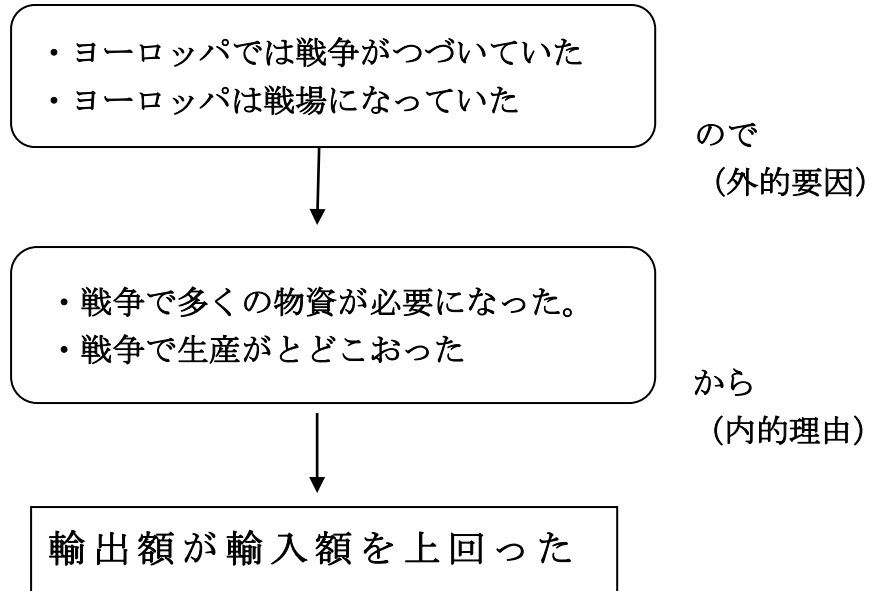 ・ヨーロッパでは戦争がつづいていた
・ヨーロッパは戦場になっていた
ので
（外的要因）
・戦争で多くの物資が必要になった。
・戦争で生産がとどこおった
から
（内的理由）
輸出額が輸入額を上回った